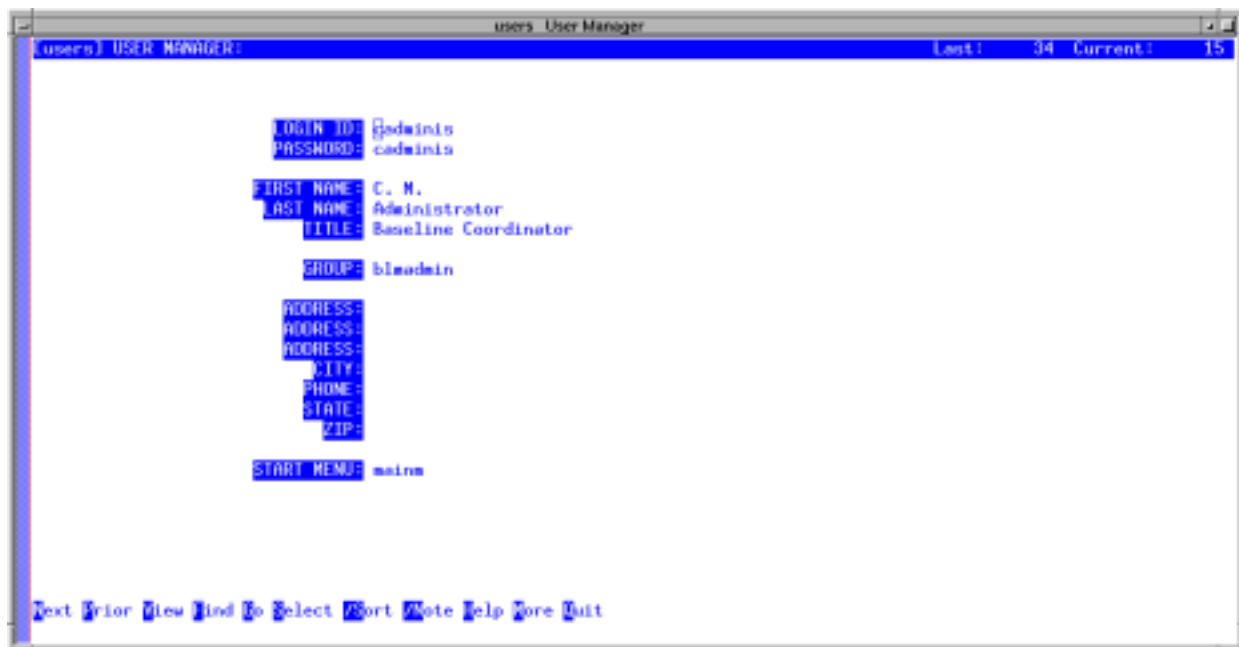 users User Manager
[users] USER MANAGER: Last: 34 Current: 15
LOGIN ID: cadminis
PASSWORD: cadminis
FIRST NAME: C. M.
LAST NAME: Administrator
TITLE: Baseline Coordinator
GROUP: blmadmin
ADDRESS:
ADDRESS:
ADDRESS:
CITY:
PHONE:
STATE:
ZIP:
START MENU: mainm
Next Prior View Find Go Select /Sort /Note Help More Quit